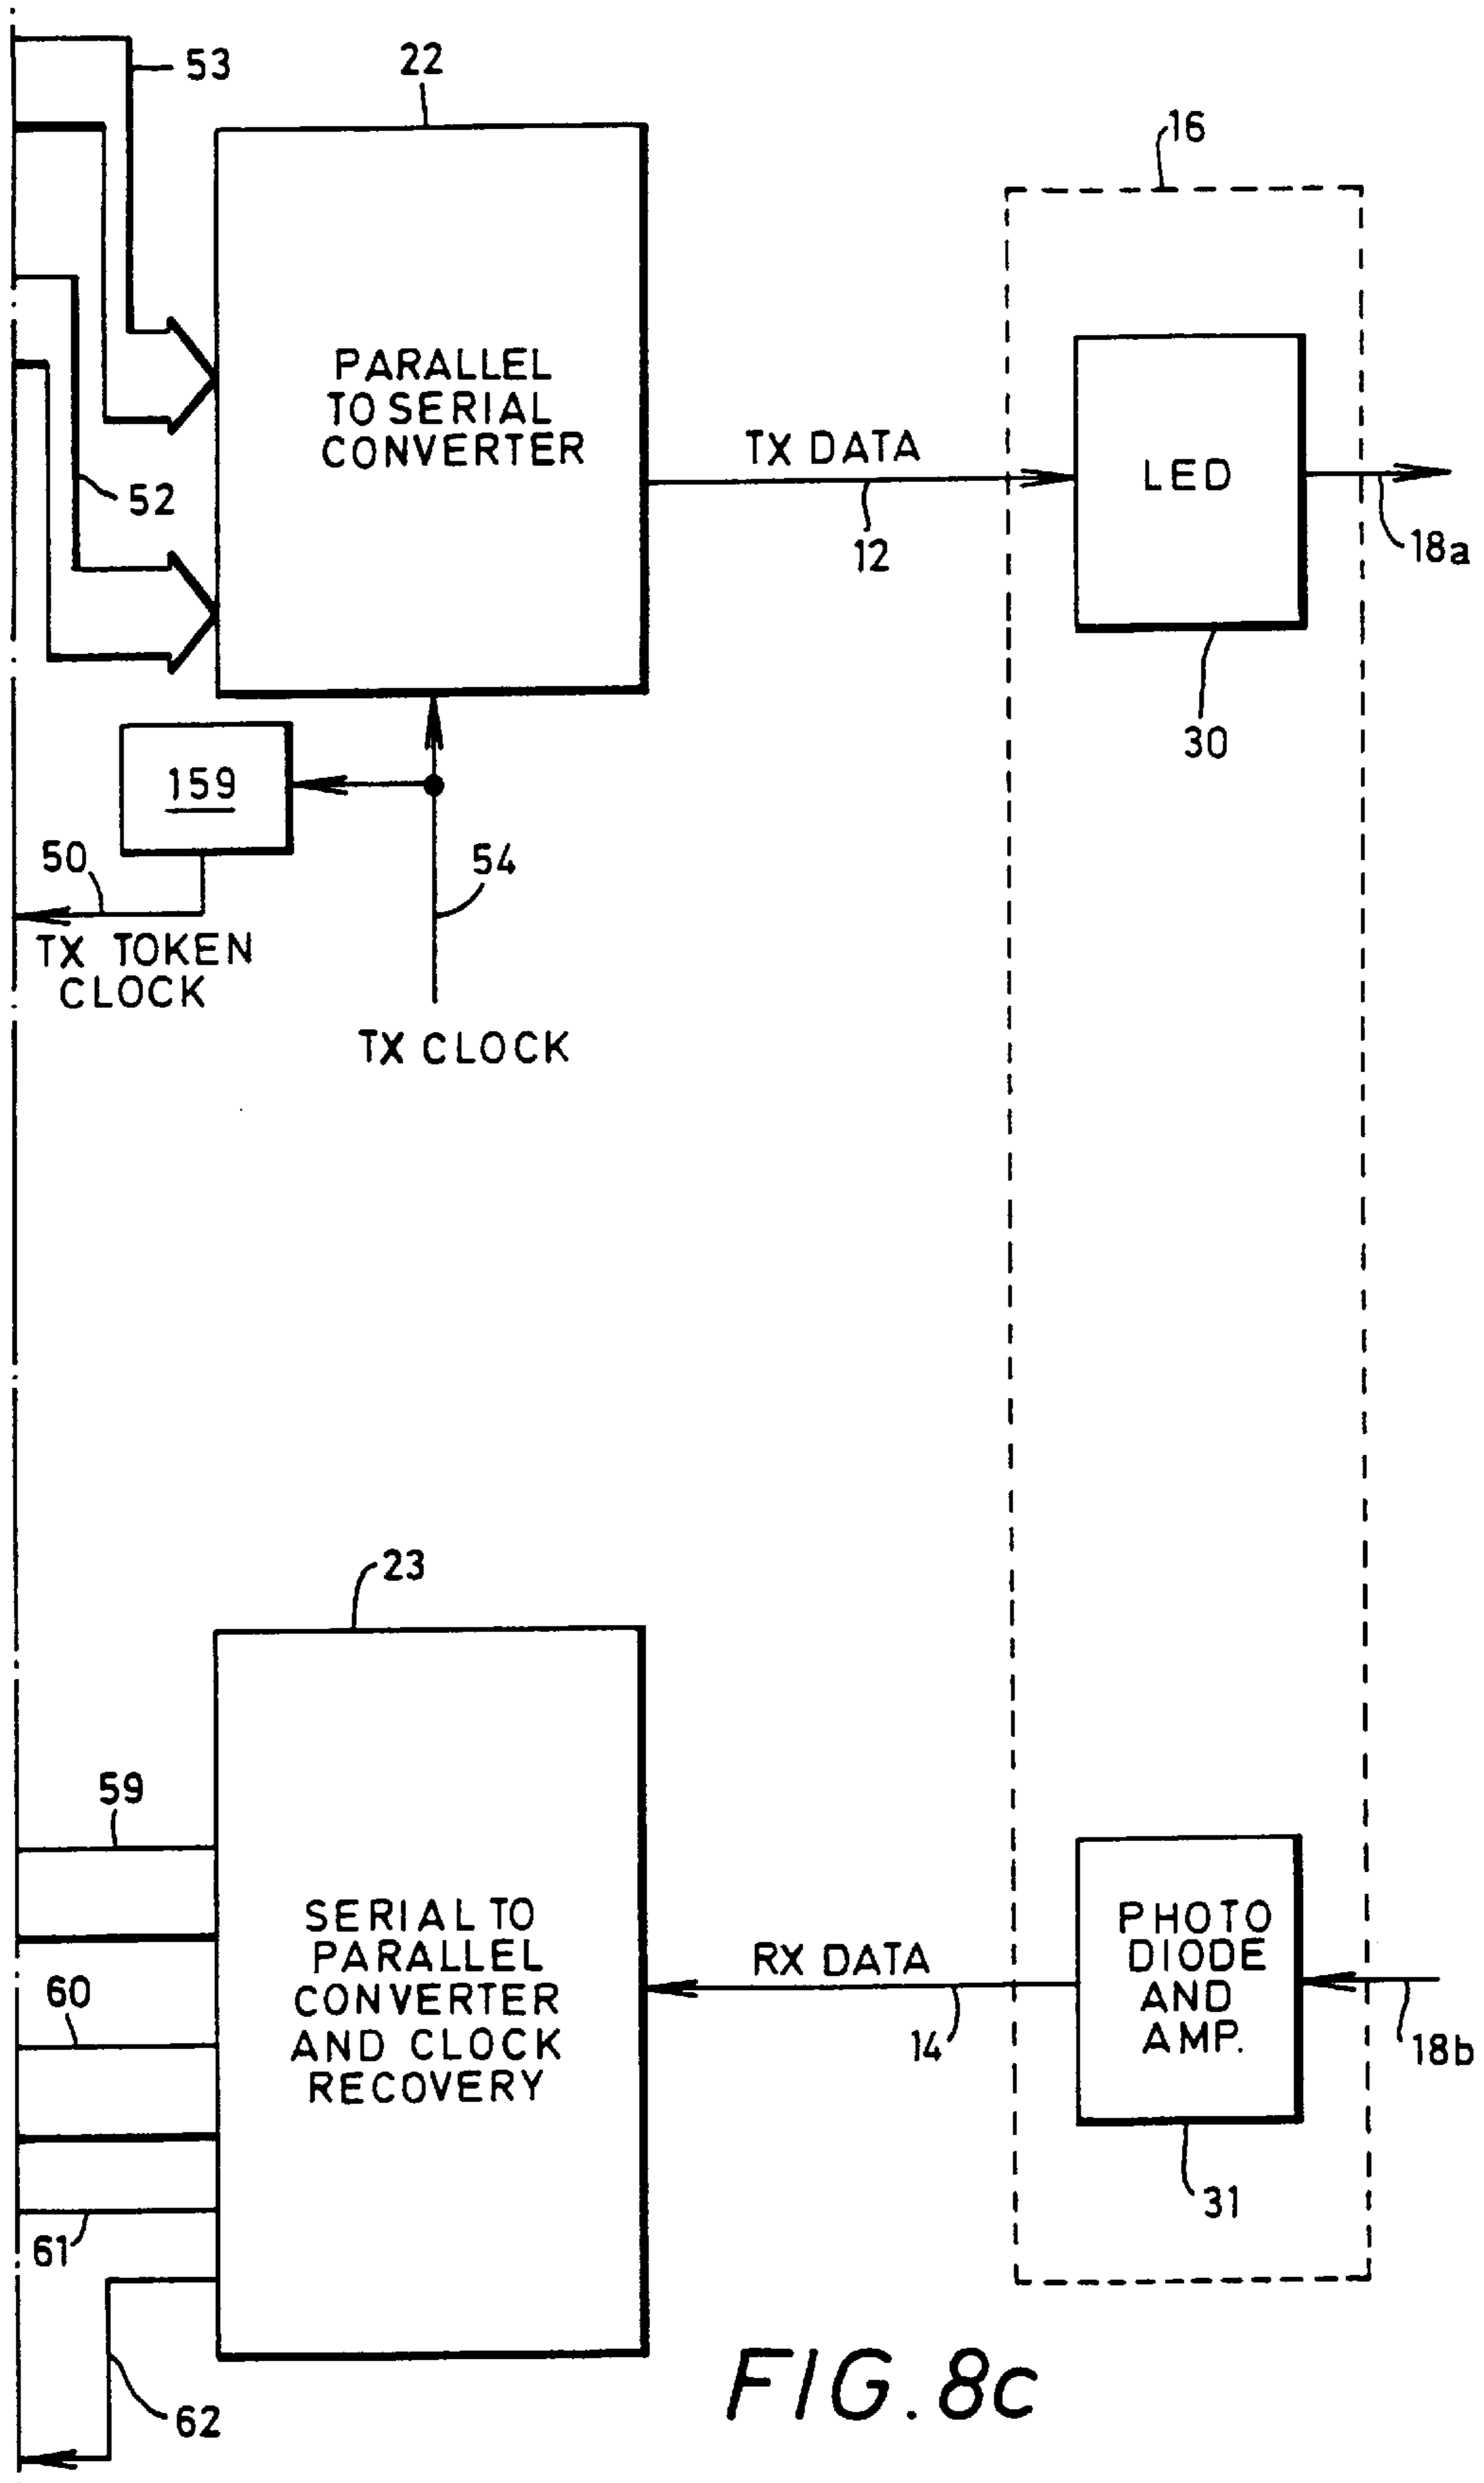 53
22
16
PARALLEL
TO SERIAL
CONVERTER
TX DATA
LED
52
12
18a
30
159
50
54
TX TOKEN
CLOCK
TX CLOCK
23
59
SERIAL TO
PARALLEL
CONVERTER
AND CLOCK
RECOVERY
RX DATA
PHOTO
DIODE
AND
AMP.
60
14
18b
31
61
62
FIG. 8c